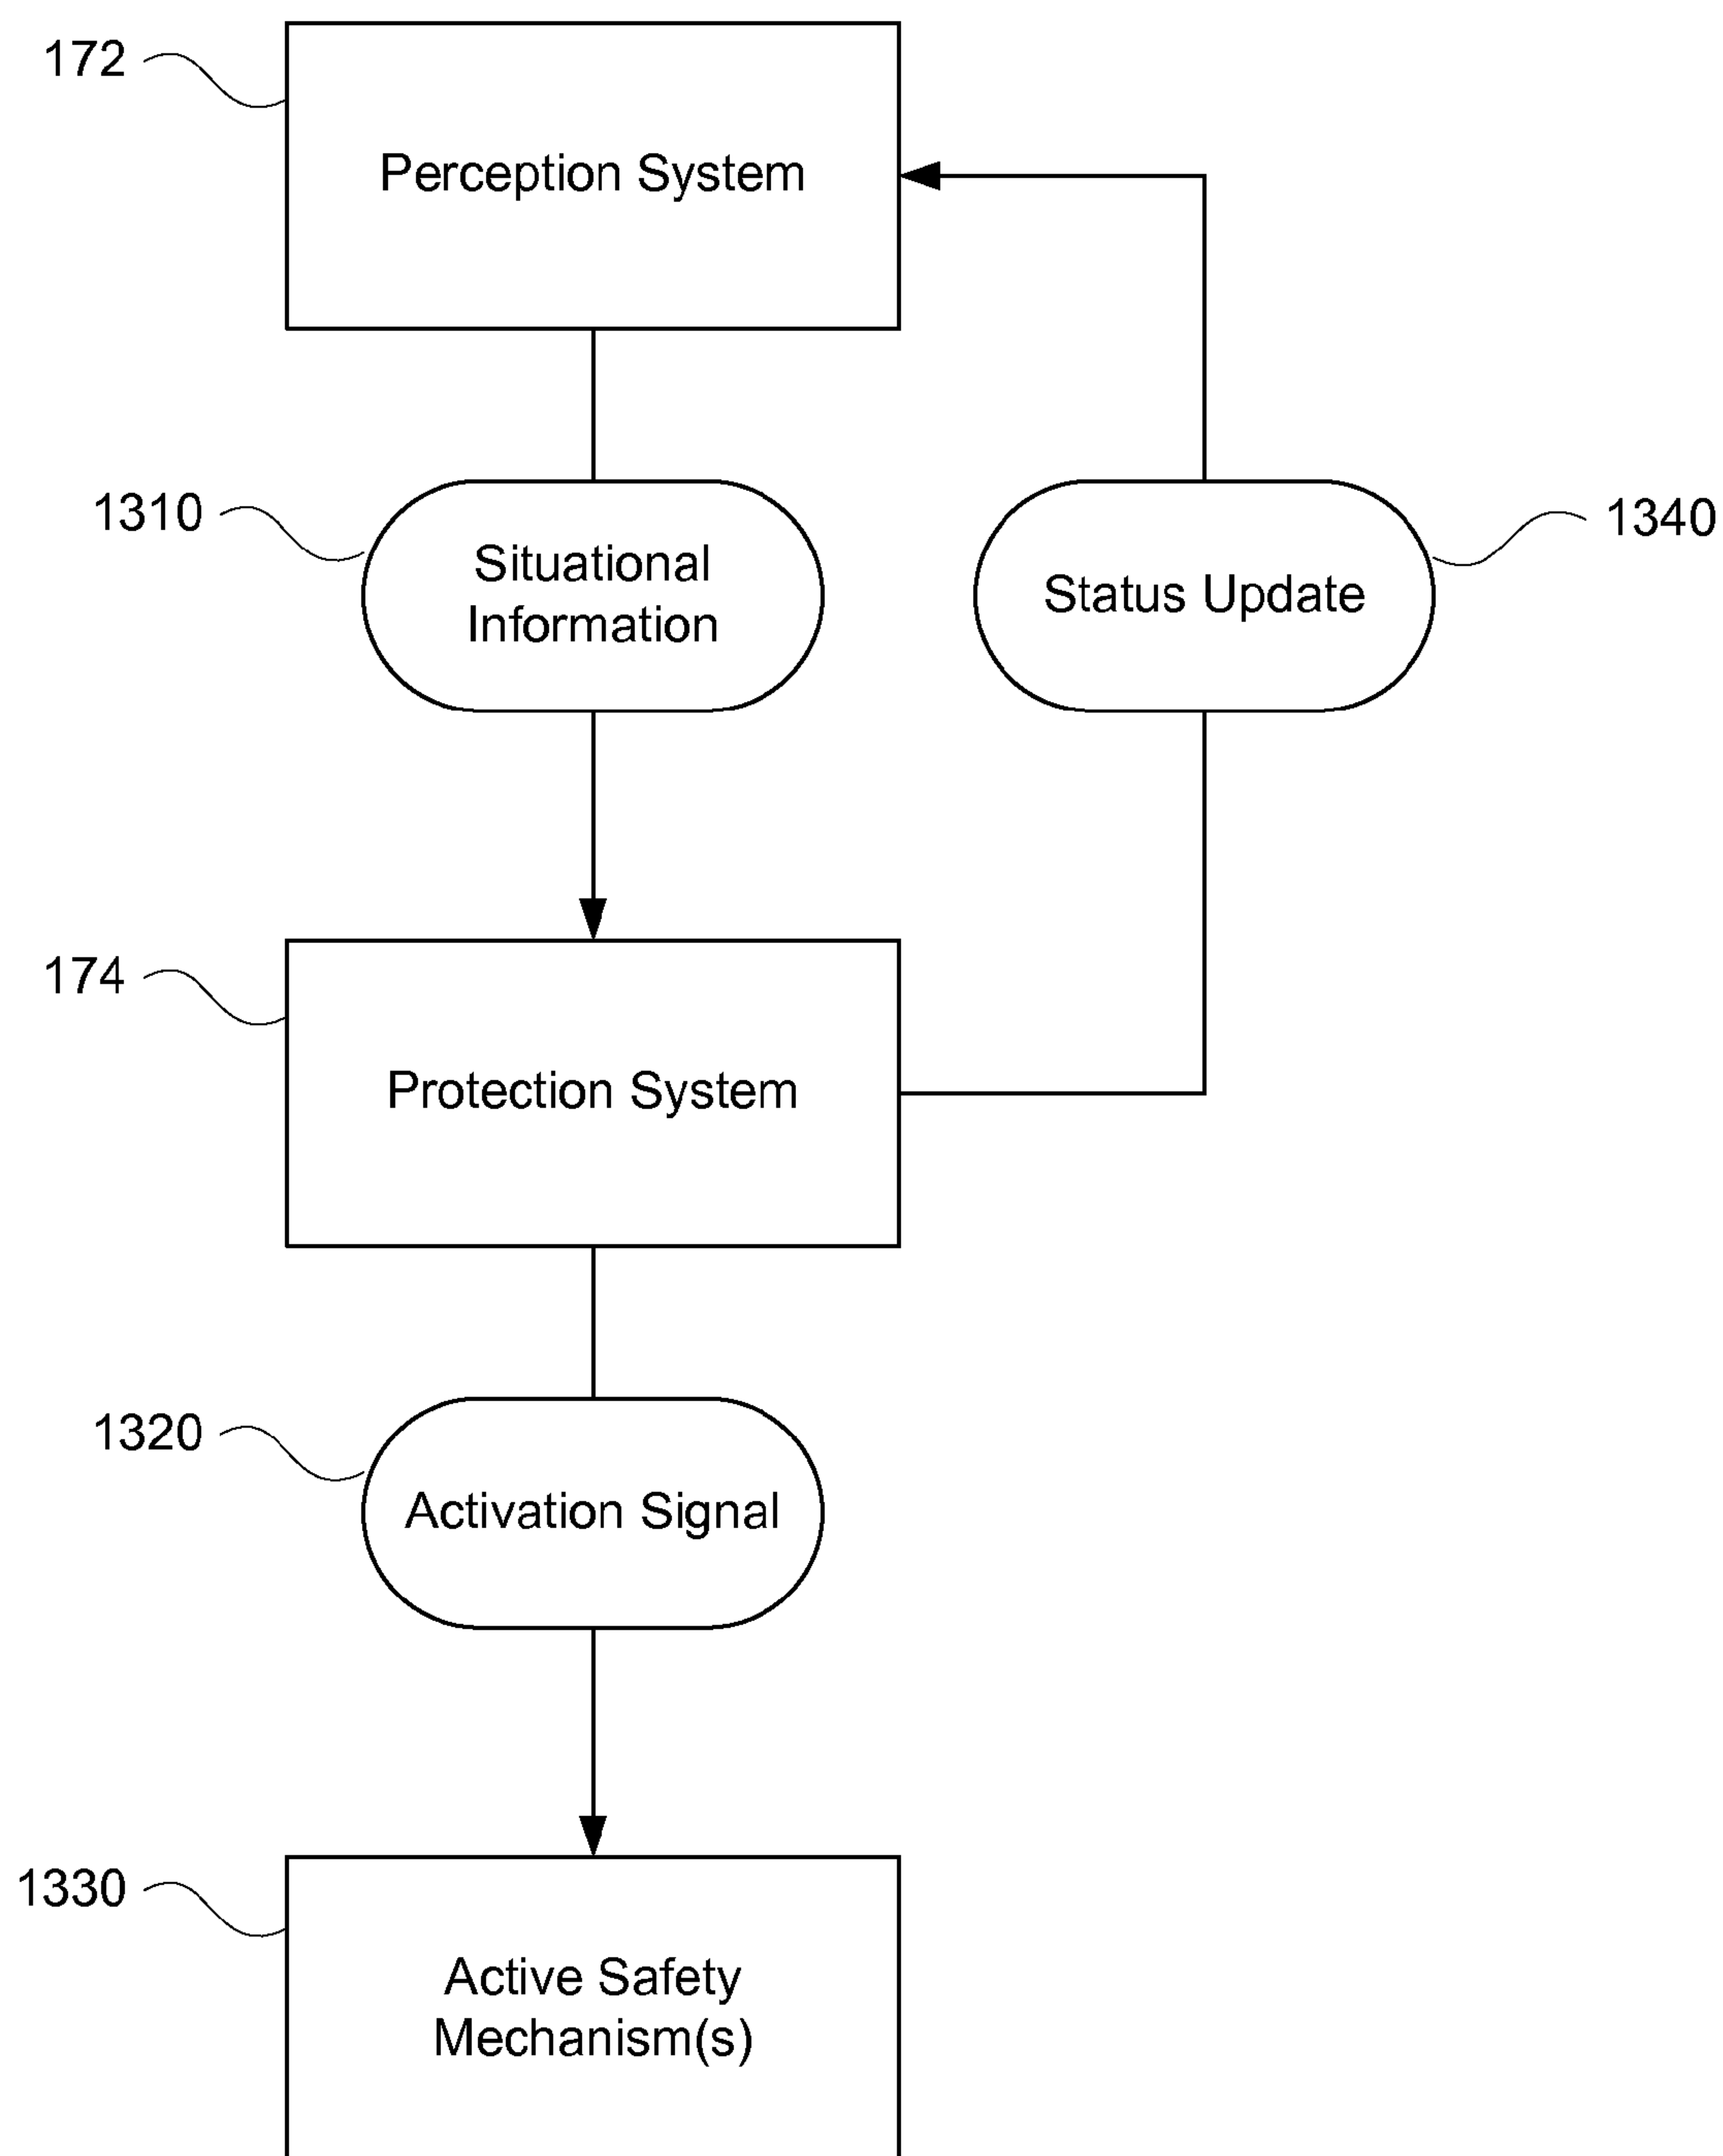 172
Perception System
1310
Situational
Information
1340
Status Update
174
Protection System
1320
Activation Signal
1330
Active Safety
Mechanism(s)